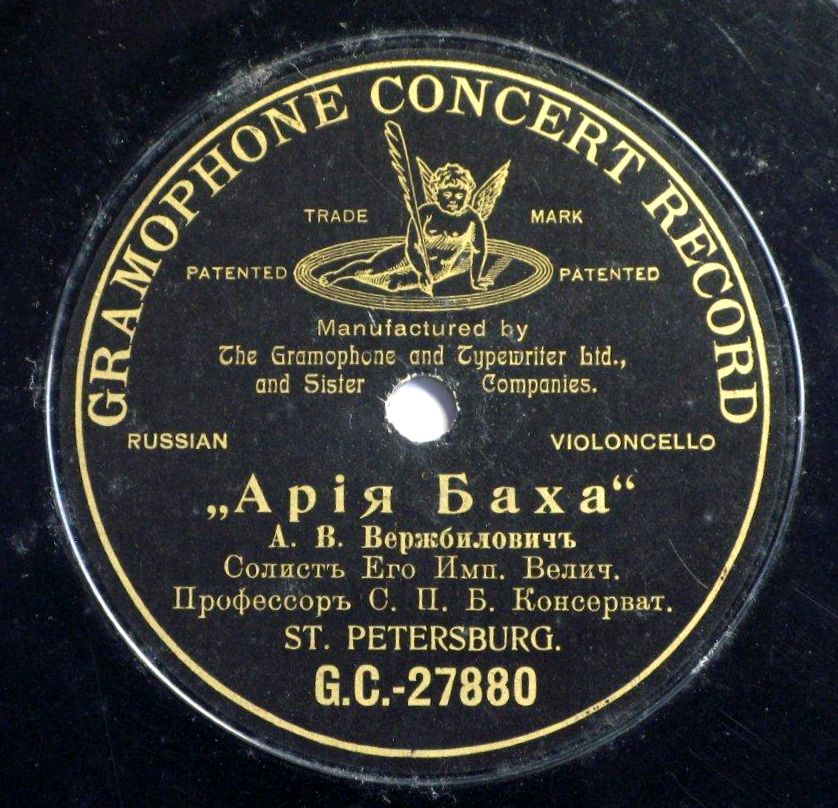 GRAMOPHONE CONCERT RECORD
TRADE MARK
PATENTED PATENTED
Manufactured by
The Gramophone and Typewriter Ltd.,
and Sister Companies.
RUSSIAN VIOLONCELLO
„Арія Баха“
А. В. Вержбиловичъ
Солистъ Его Имп. Велич.
Профессоръ С. П. Б. Консерват.
ST. PETERSBURG.
G.C.-27880